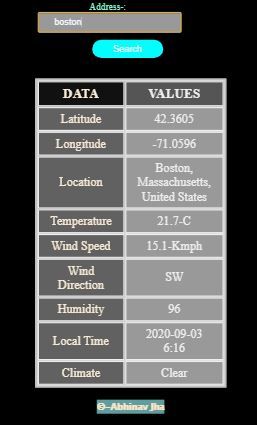 Address-:
boston
Search
DATA VALUES
Latitude 42.3605
Longitude -71.0596
Location Boston,
Massachusetts,
United States
Temperature 21.7-C
Wind Speed 15.1-Kmph
Wind
Direction SW
Humidity 96
Local Time 2020-09-03
6:16
Climate Clear
©-Abhinav Jha